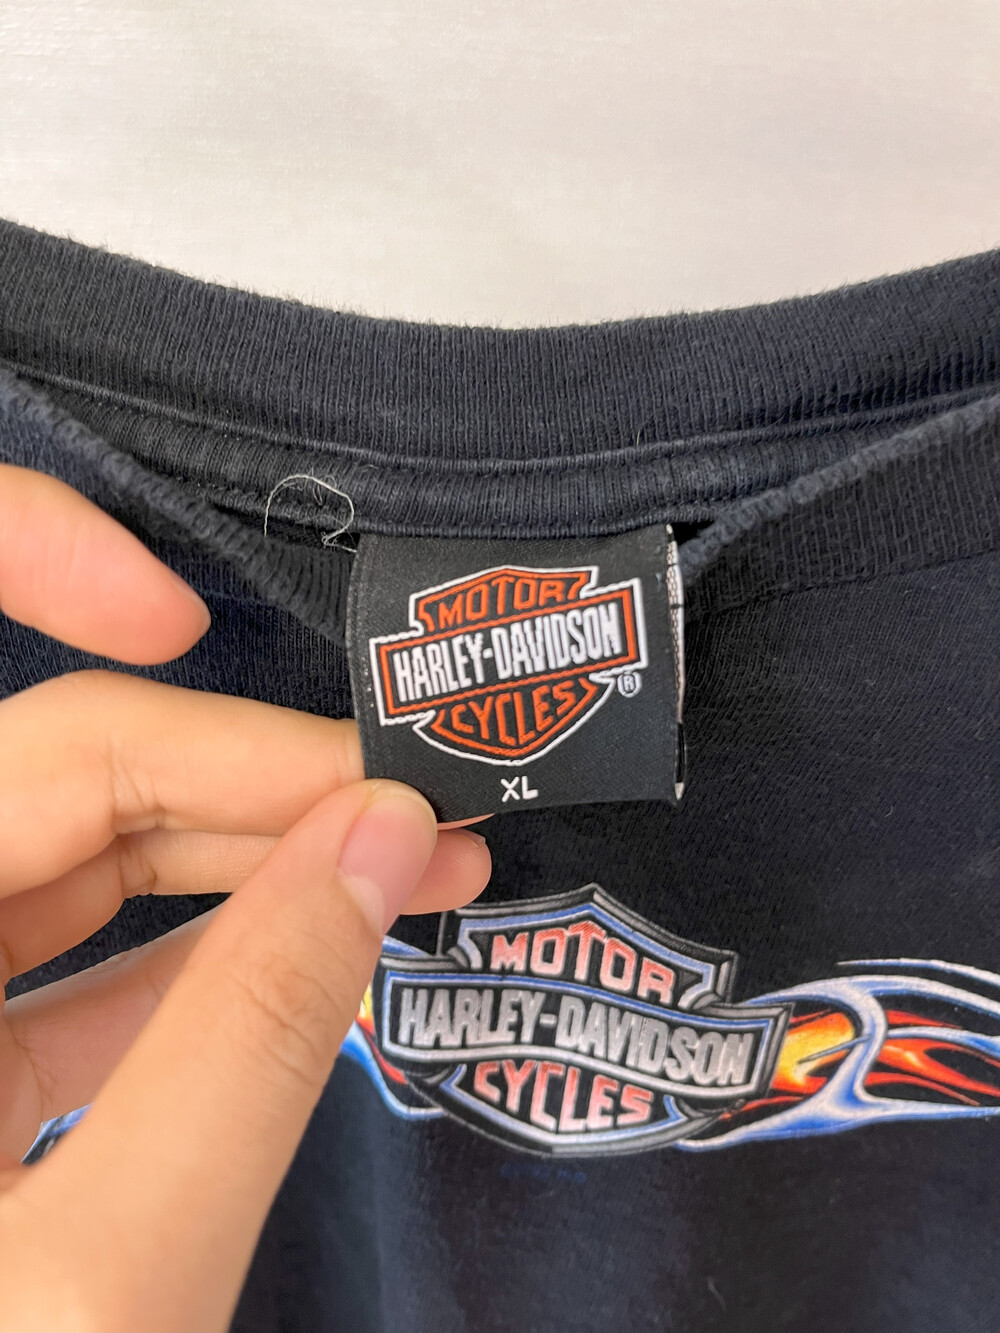 MOTOR
HARLEY-DAVIDSON
CYCLES
®
XL
MOTOR
HARLEY-DAVIDSON
CYCLES